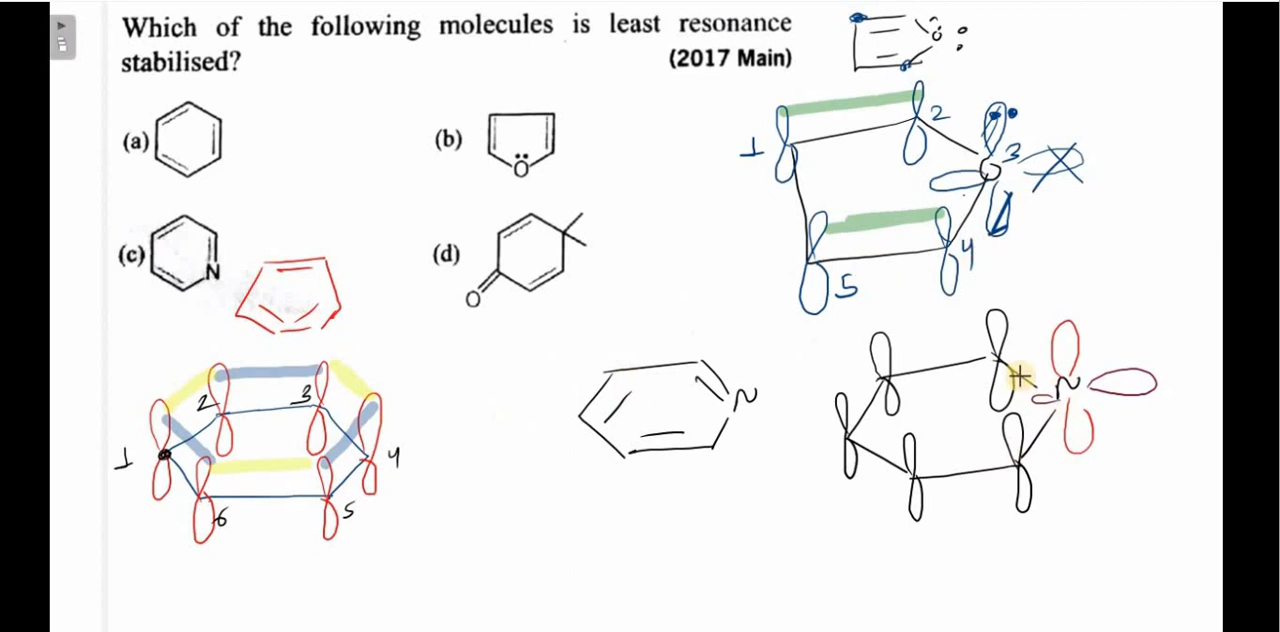 Which of the following molecules is least resonance
stabilised? (2017 Main)
(a)
(b) O
(c) N
(d) O
O
1 2 3 4 5
O
1 2 3 4 5 6
N
N